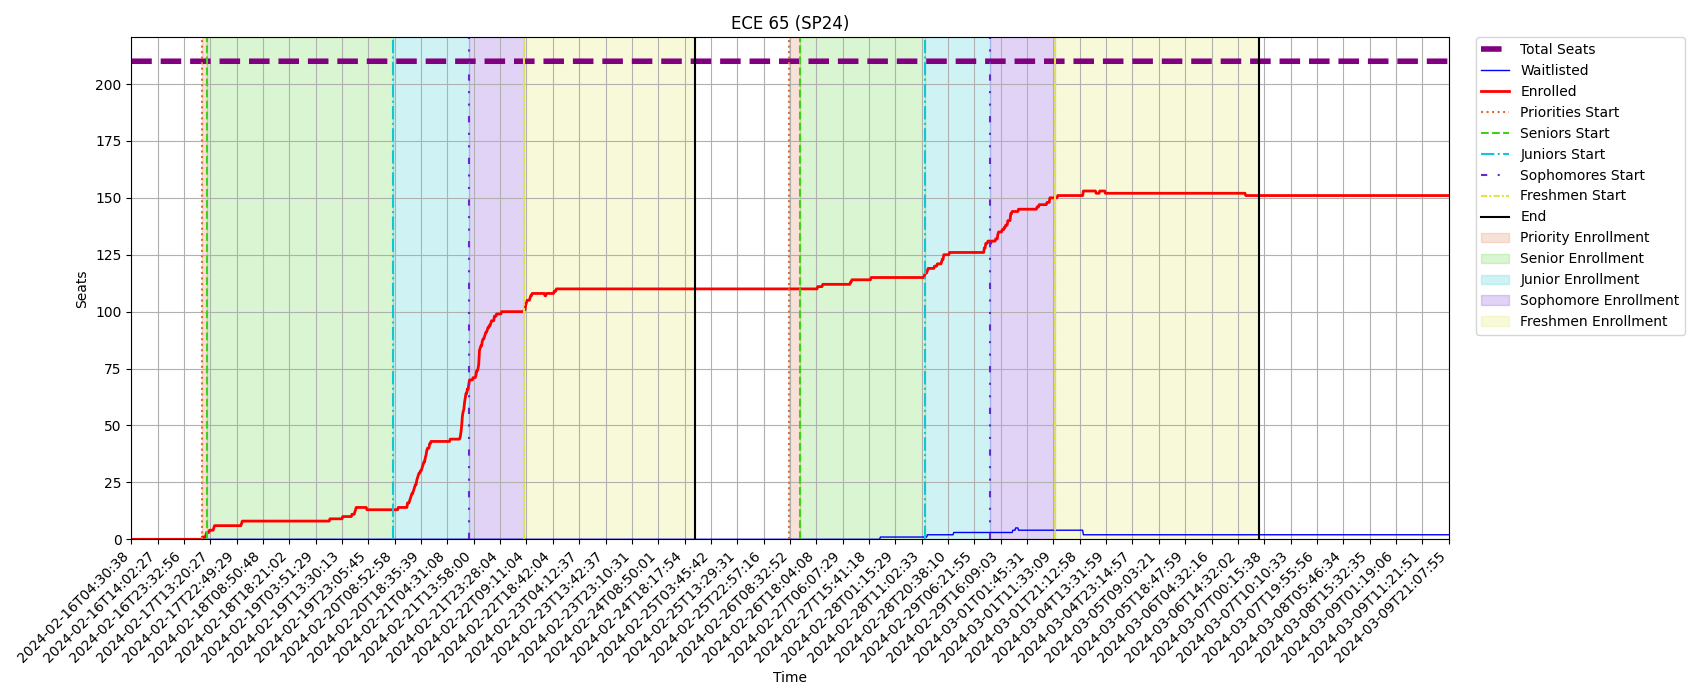 ECE 65 (SP24)
Seats
200
175
150
125
100
75
50
25
0
2024-02-16T04:30:38
2024-02-16T14:02:27
2024-02-16T23:32:56
2024-02-17T13:20:27
2024-02-17T22:49:29
2024-02-18T08:50:48
2024-02-18T18:21:02
2024-02-19T03:51:29
2024-02-19T13:30:13
2024-02-19T23:05:45
2024-02-20T08:52:58
2024-02-20T18:35:39
2024-02-21T04:31:08
2024-02-21T13:58:00
2024-02-21T23:28:04
2024-02-22T09:11:04
2024-02-22T18:42:04
2024-02-23T04:12:37
2024-02-23T13:42:37
2024-02-23T23:10:31
2024-02-24T08:50:01
2024-02-24T18:17:54
2024-02-25T03:45:42
2024-02-25T13:29:31
2024-02-25T22:57:16
2024-02-26T08:32:52
2024-02-26T18:04:08
2024-02-27T06:07:29
2024-02-27T15:41:18
2024-02-28T01:15:29
2024-02-28T11:02:33
2024-02-28T20:38:10
2024-02-29T06:21:55
2024-02-29T16:09:03
2024-03-01T01:45:31
2024-03-01T11:33:09
2024-03-01T21:12:58
2024-03-04T13:31:59
2024-03-04T23:14:57
2024-03-05T09:03:21
2024-03-05T18:47:59
2024-03-06T04:32:16
2024-03-06T14:32:02
2024-03-07T00:15:38
2024-03-07T10:10:33
2024-03-07T19:55:56
2024-03-08T05:46:34
2024-03-08T15:32:35
2024-03-09T01:19:06
2024-03-09T11:21:51
2024-03-09T21:07:55
Time
Total Seats
Waitlisted
Enrolled
Priorities Start
Seniors Start
Juniors Start
Sophomores Start
Freshmen Start
End
Priority Enrollment
Senior Enrollment
Junior Enrollment
Sophomore Enrollment
Freshmen Enrollment